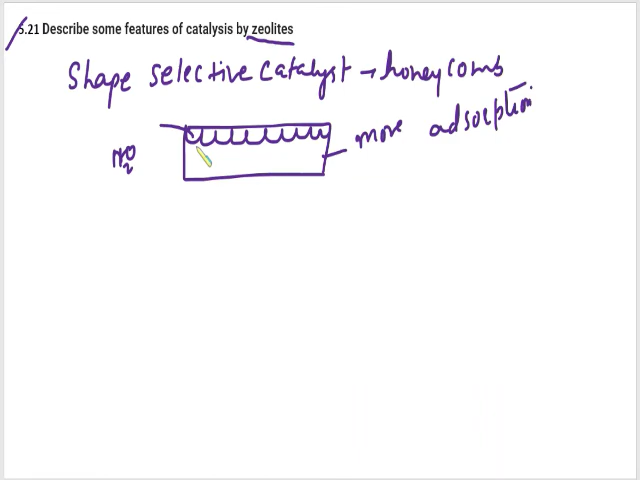 5.21 Describe some features of catalysis by zeolites
Shape selective catalyst → honeycomb
more adsorption